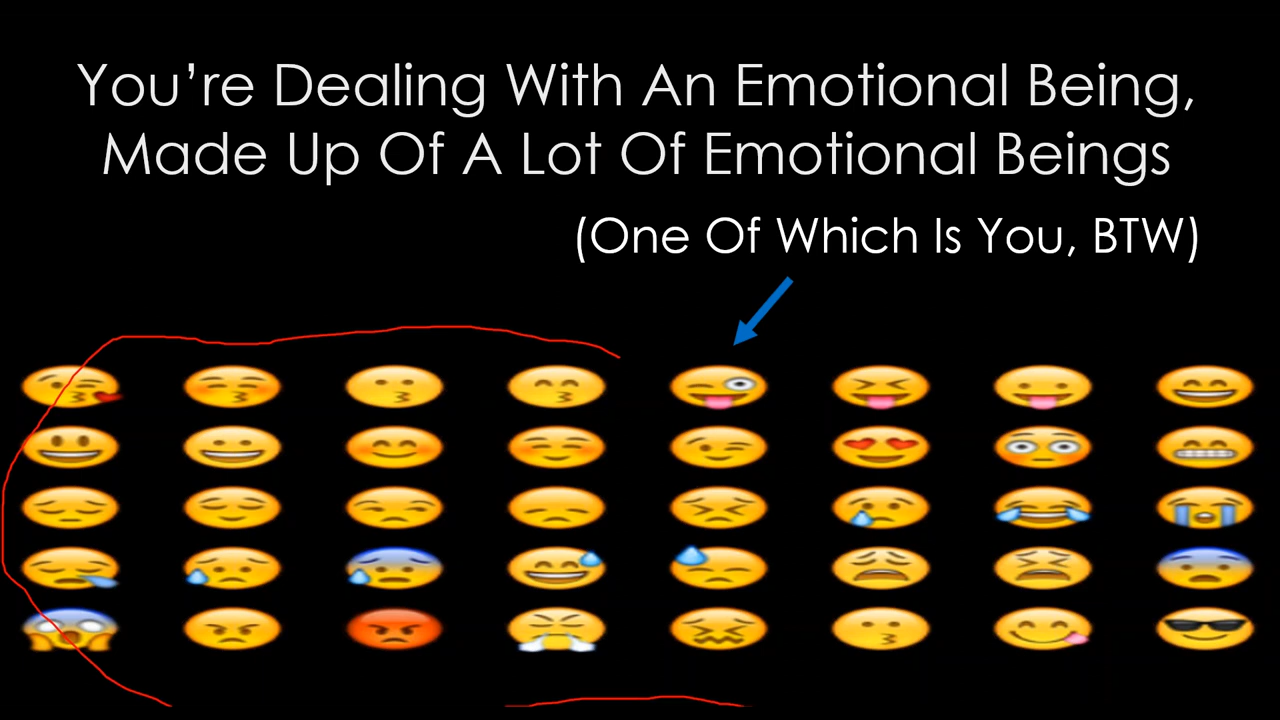 You’re Dealing With An Emotional Being,
Made Up Of A Lot Of Emotional Beings
(One Of Which Is You, BTW)